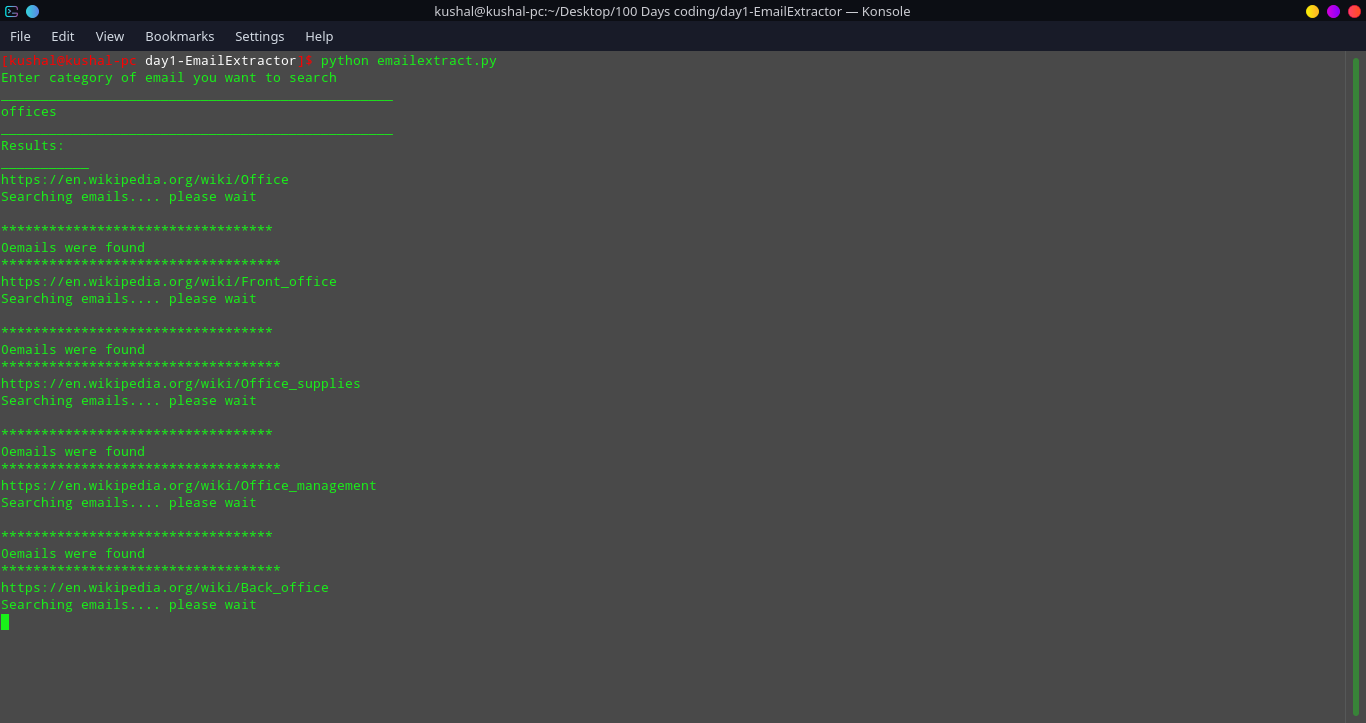 kushal@kushal-pc:~/Desktop/100 Days coding/day1-EmailExtractor — Konsole
File Edit View Bookmarks Settings Help
[kushal@kushal-pc day1-EmailExtractor]$ python emailextract.py
Enter category of email you want to search
_________________________________________________
offices
_________________________________________________
Results:
___________
https://en.wikipedia.org/wiki/Office
Searching emails.... please wait
**********************************
0emails were found
***********************************
https://en.wikipedia.org/wiki/Front_office
Searching emails.... please wait
**********************************
0emails were found
***********************************
https://en.wikipedia.org/wiki/Office_supplies
Searching emails.... please wait
**********************************
0emails were found
***********************************
https://en.wikipedia.org/wiki/Office_management
Searching emails.... please wait
**********************************
0emails were found
***********************************
https://en.wikipedia.org/wiki/Back_office
Searching emails.... please wait